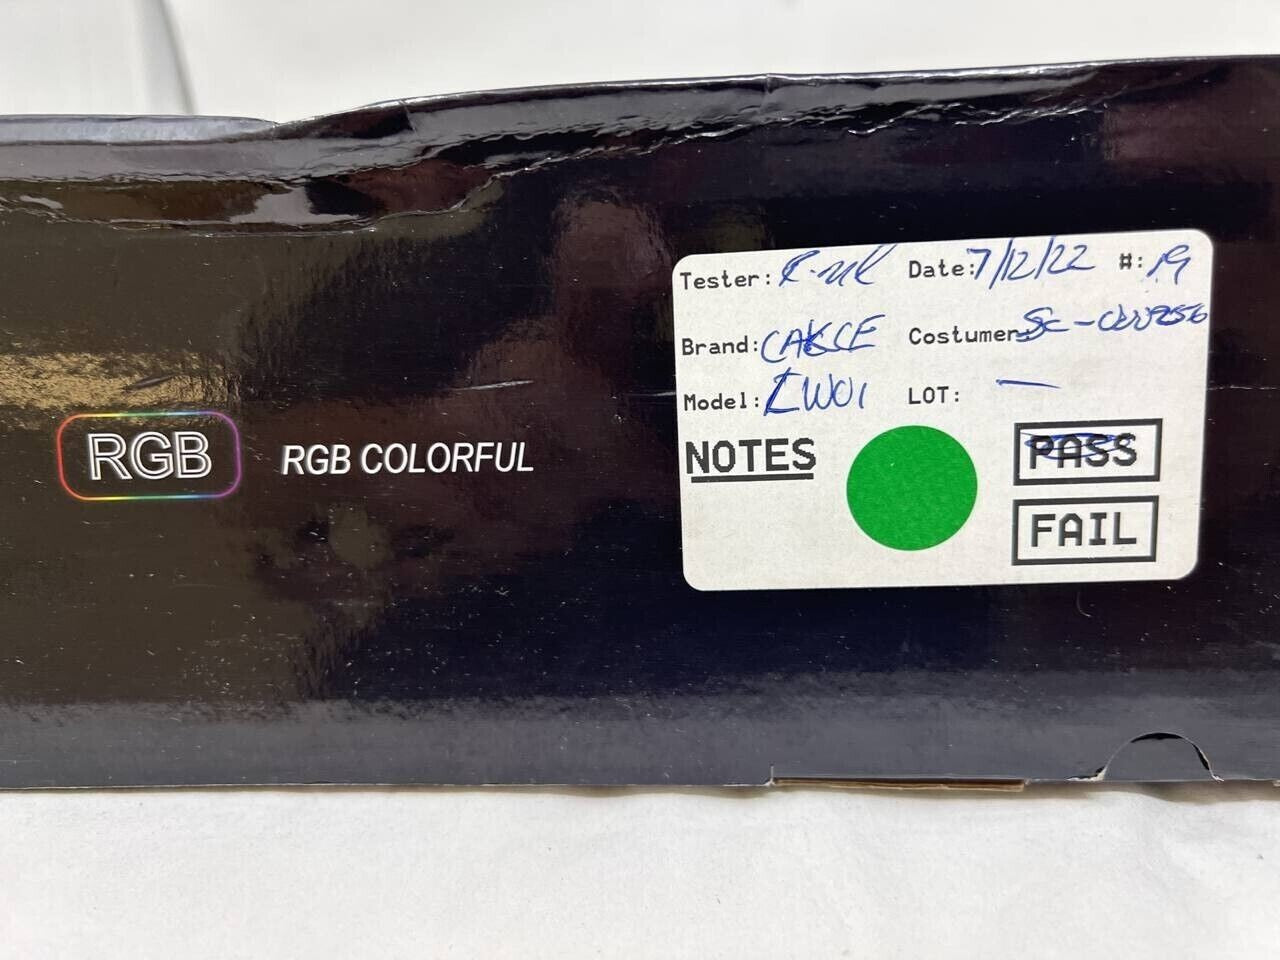 RGB
RGB COLORFUL
Tester: Date: 7/12/22 #: 19
Brand: CAKCE Costumer:
Model: LW01 LOT: —
NOTES
PASS
FAIL